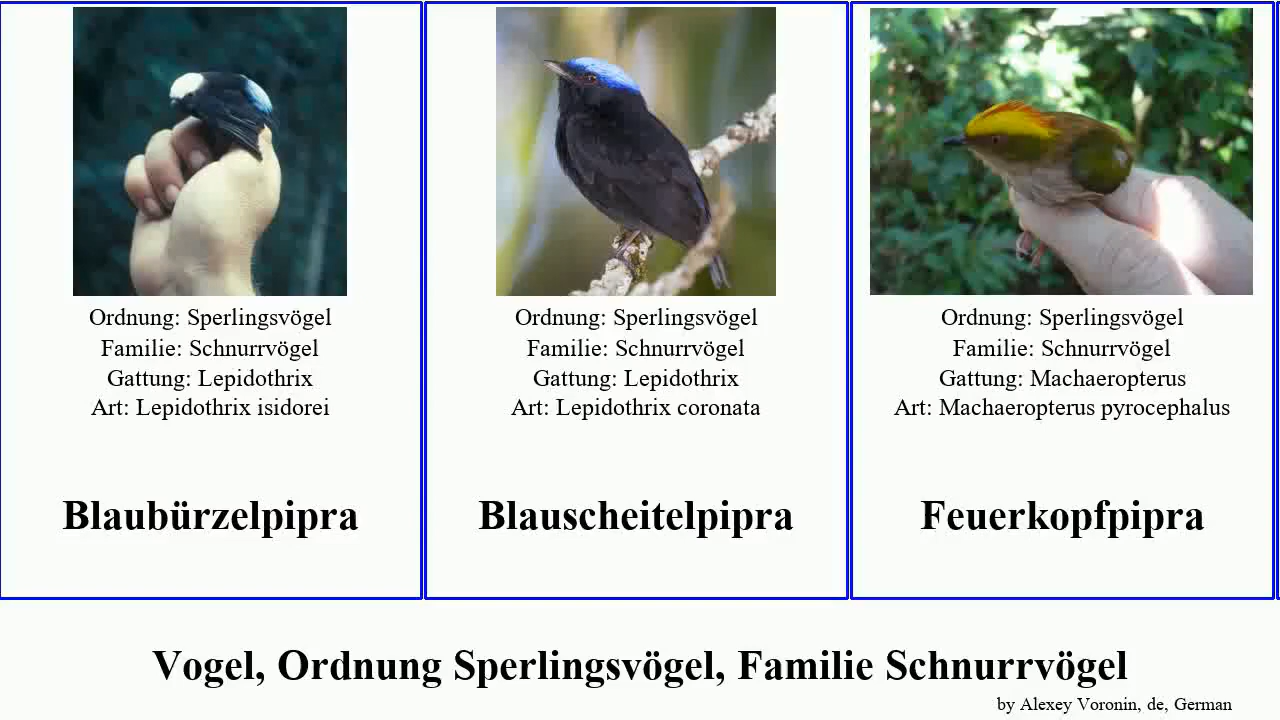 Ordnung: Sperlingsvögel
Familie: Schnurrvögel
Gattung: Lepidothrix
Art: Lepidothrix isidorei
Blaubürzelpipra
Ordnung: Sperlingsvögel
Familie: Schnurrvögel
Gattung: Lepidothrix
Art: Lepidothrix coronata
Blauscheitelpipra
Ordnung: Sperlingsvögel
Familie: Schnurrvögel
Gattung: Machaeropterus
Art: Machaeropterus pyrocephalus
Feuerkopfpipra
Vogel, Ordnung Sperlingsvögel, Familie Schnurrvögel
by Alexey Voronin, de, German